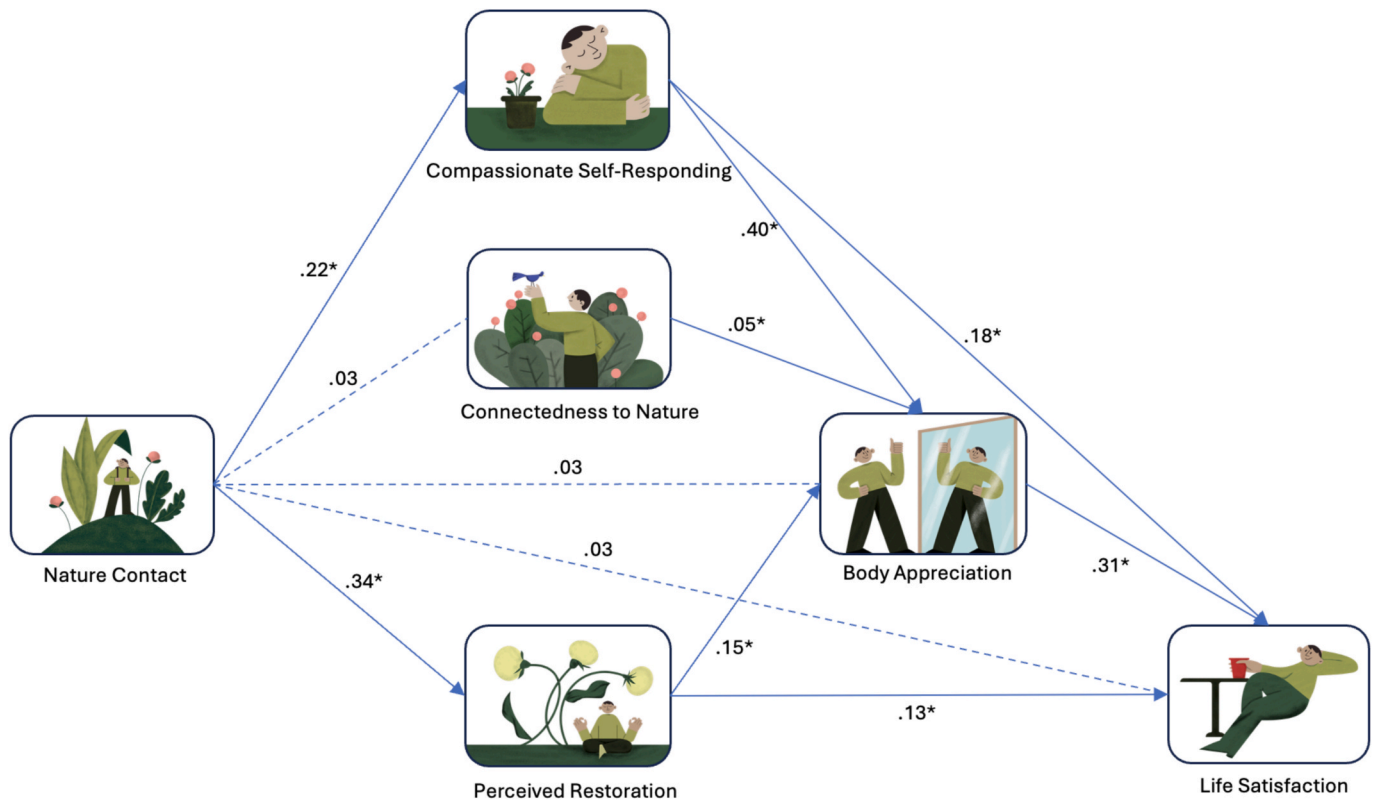 Compassionate Self-Responding
.40*
.22*
.05*
.18*
.03
Connectedness to Nature
.03
.03
Nature Contact
.34*
Body Appreciation
.31*
.15*
.13*
Perceived Restoration
Life Satisfaction